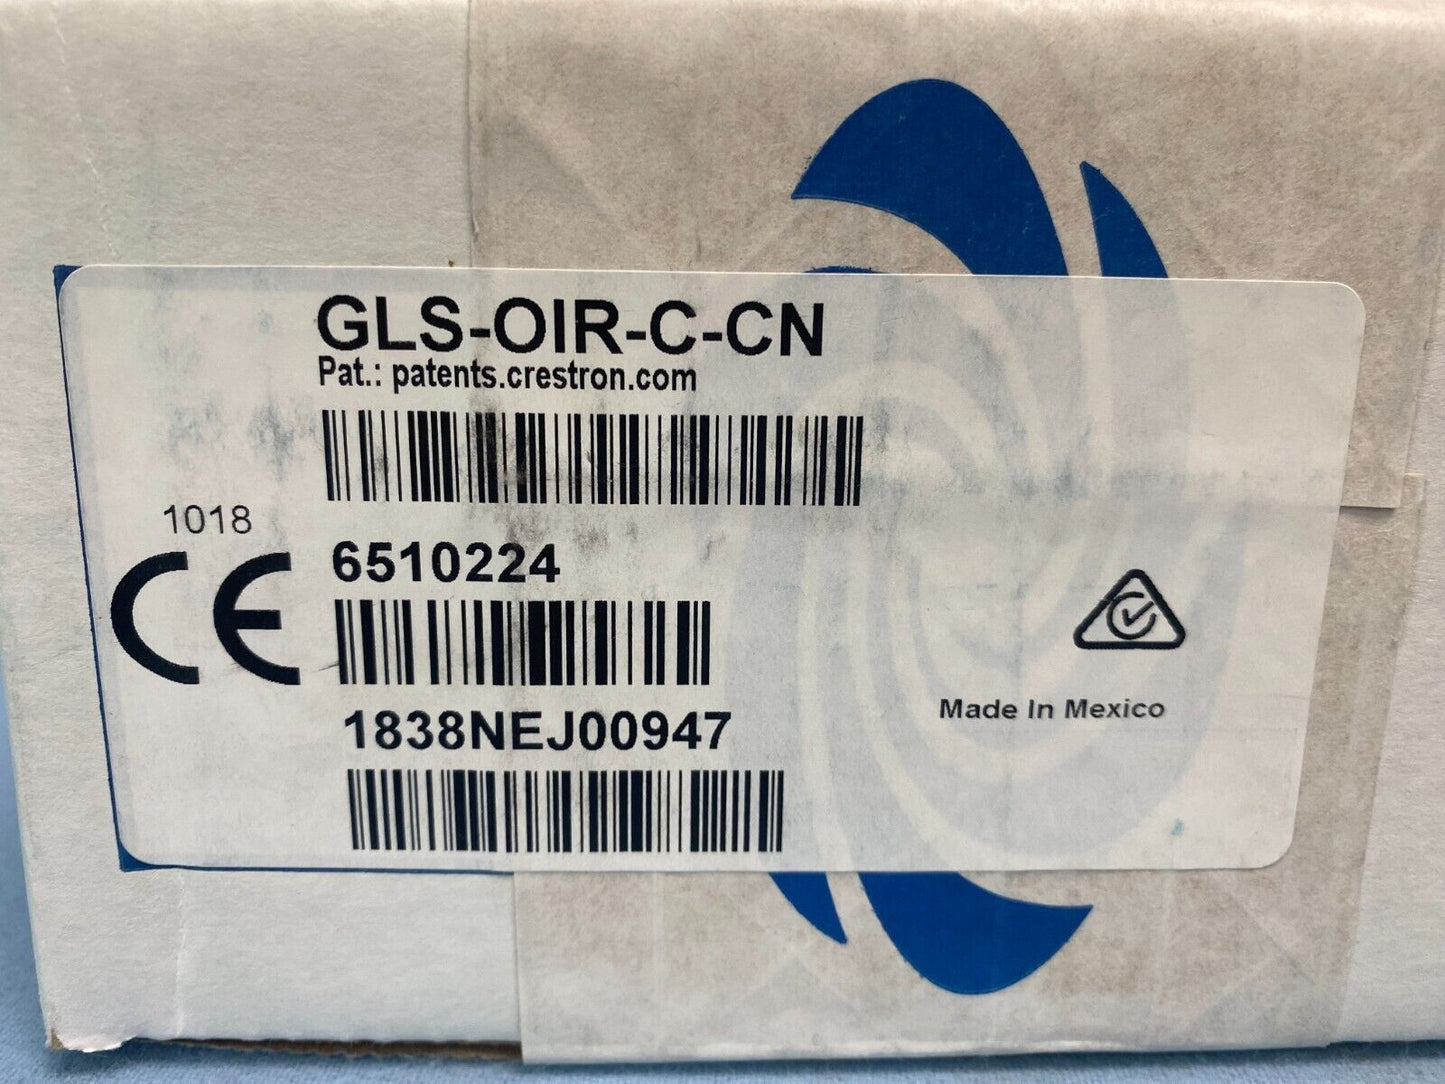 GLS-OIR-C-CN
Pat.: patents.crestron.com
1018
CE
6510224
1838NEJ00947
Made In Mexico